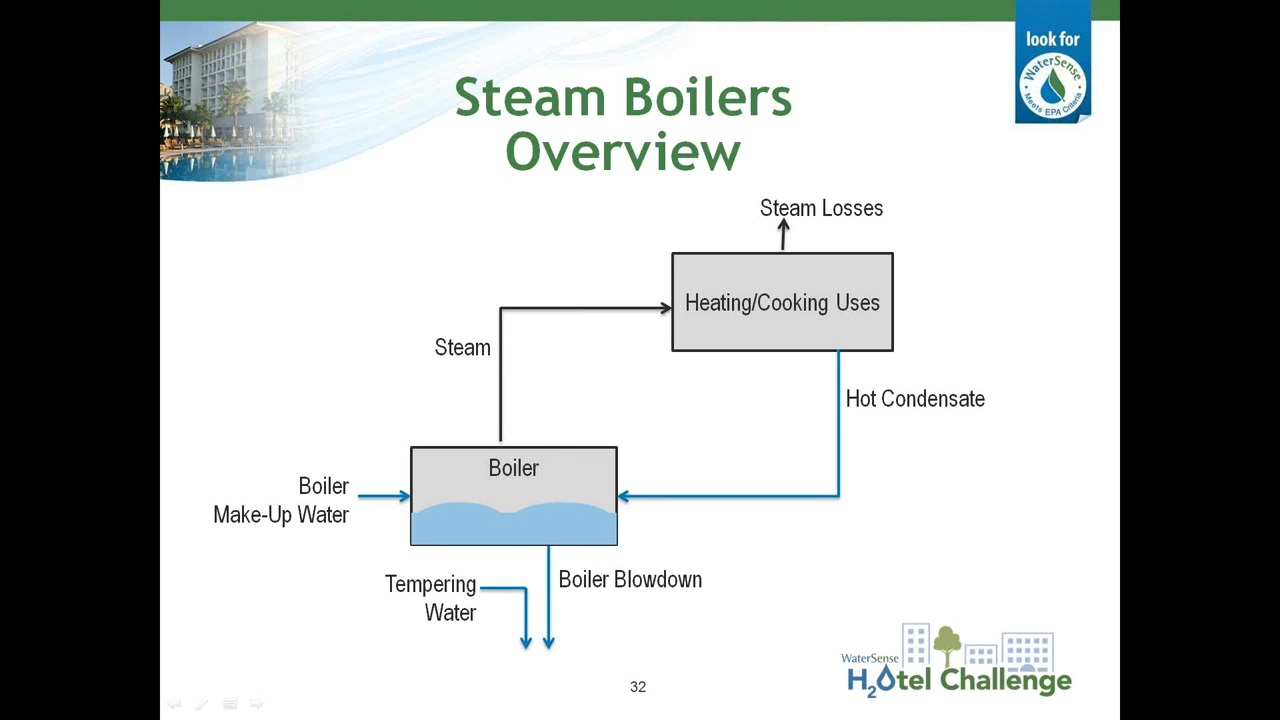 look for
WaterSense
Meets EPA Criteria
Steam Boilers
Overview
Steam Losses
Heating/Cooking Uses
Steam
Hot Condensate
Boiler
Boiler
Make-Up Water
Tempering
Water
Boiler Blowdown
WaterSense
H2Otel Challenge
32